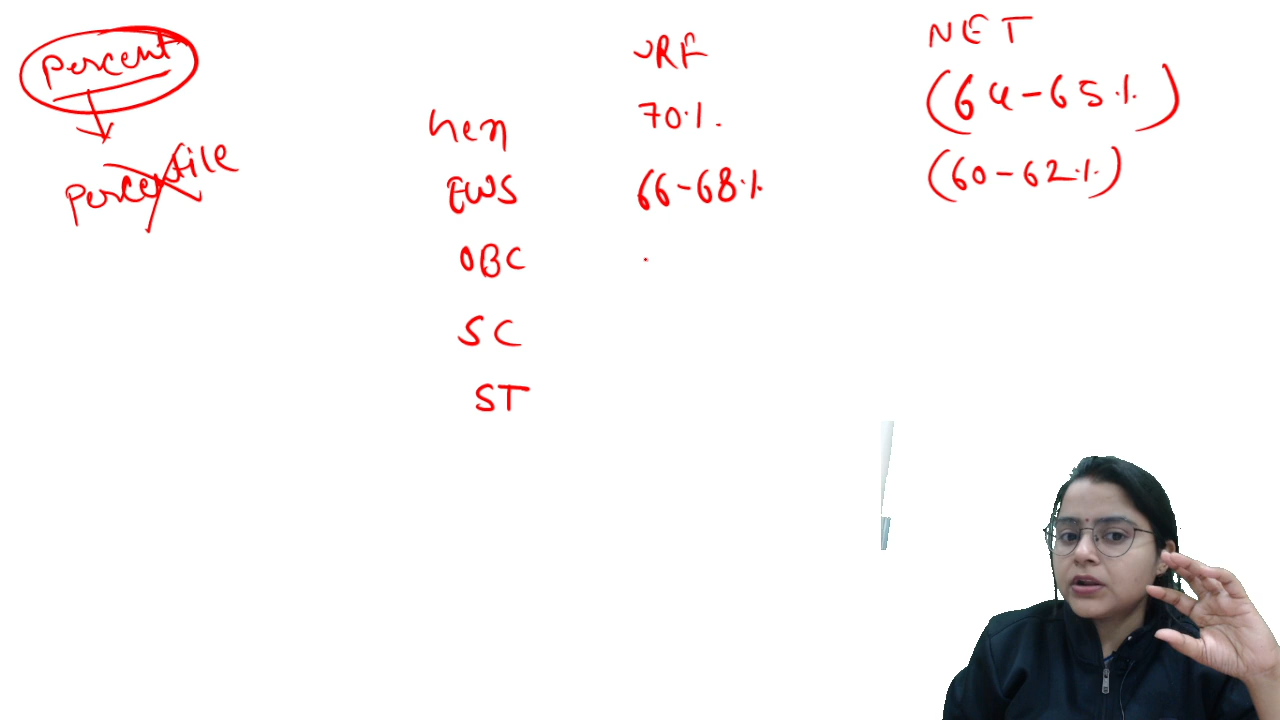 Percent
Percentile
JRF NET
Gen 70% (64-65%)
EWS 66-68% (60-62%)
OBC
SC
ST